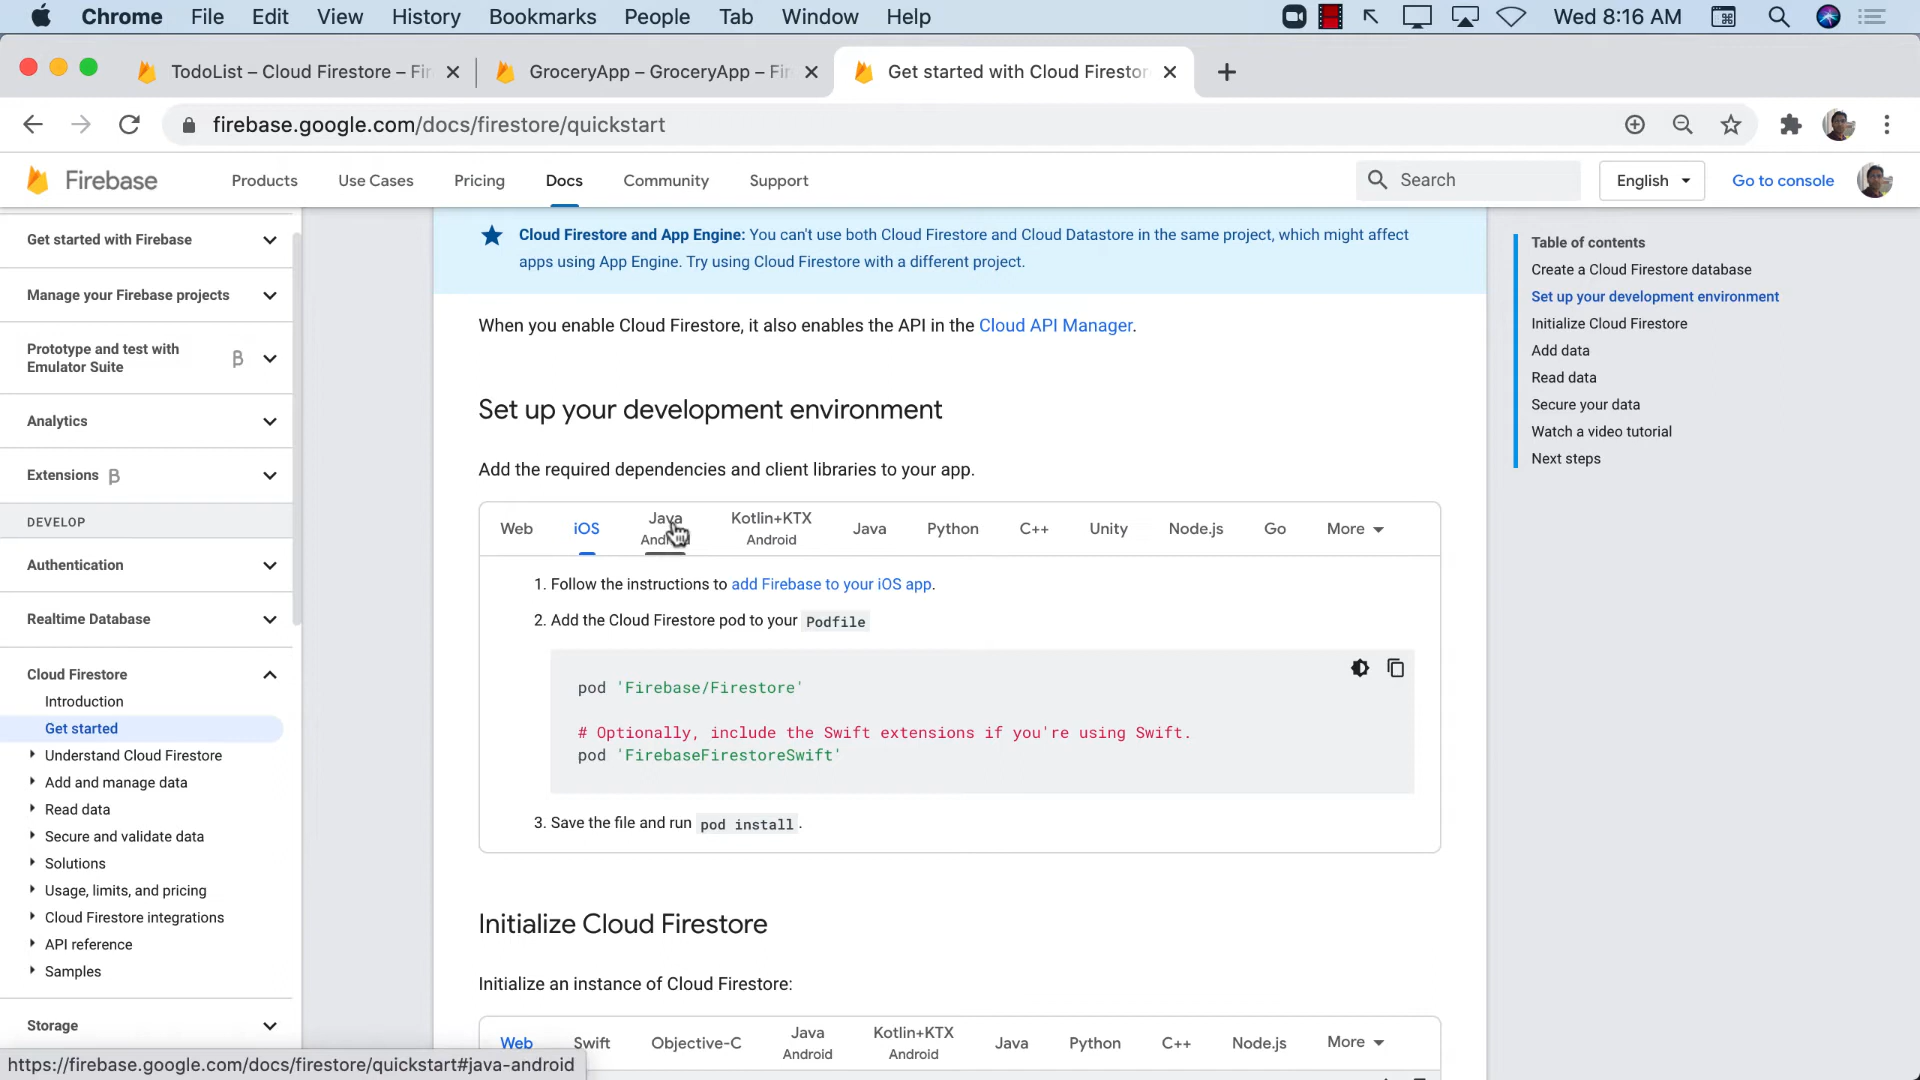 Chrome File Edit View History Bookmarks People Tab Window Help Wed 8:16 AM
TodoList – Cloud Firestore – Fir
GroceryApp – GroceryApp – Fir
Get started with Cloud Firestor
firebase.google.com/docs/firestore/quickstart
Firebase Products Use Cases Pricing Docs Community Support Search English Go to console
Get started with Firebase
Manage your Firebase projects
Prototype and test with
Emulator Suite β
Analytics
Extensions β
DEVELOP
Authentication
Realtime Database
Cloud Firestore
Introduction
Get started
Understand Cloud Firestore
Add and manage data
Read data
Secure and validate data
Solutions
Usage, limits, and pricing
Cloud Firestore integrations
API reference
Samples
Storage
Cloud Firestore and App Engine: You can't use both Cloud Firestore and Cloud Datastore in the same project, which might affect
apps using App Engine. Try using Cloud Firestore with a different project.
When you enable Cloud Firestore, it also enables the API in the Cloud API Manager.
Set up your development environment
Add the required dependencies and client libraries to your app.
Web iOS Java Android Kotlin+KTX Android Java Python C++ Unity Node.js Go More
1. Follow the instructions to add Firebase to your iOS app.
2. Add the Cloud Firestore pod to your Podfile
pod 'Firebase/Firestore'
# Optionally, include the Swift extensions if you're using Swift.
pod 'FirebaseFirestoreSwift'
3. Save the file and run pod install.
Initialize Cloud Firestore
Initialize an instance of Cloud Firestore:
Web Swift Objective-C Java Android Kotlin+KTX Android Java Python C++ Node.js More
Table of contents
Create a Cloud Firestore database
Set up your development environment
Initialize Cloud Firestore
Add data
Read data
Secure your data
Watch a video tutorial
Next steps
https://firebase.google.com/docs/firestore/quickstart#java-android